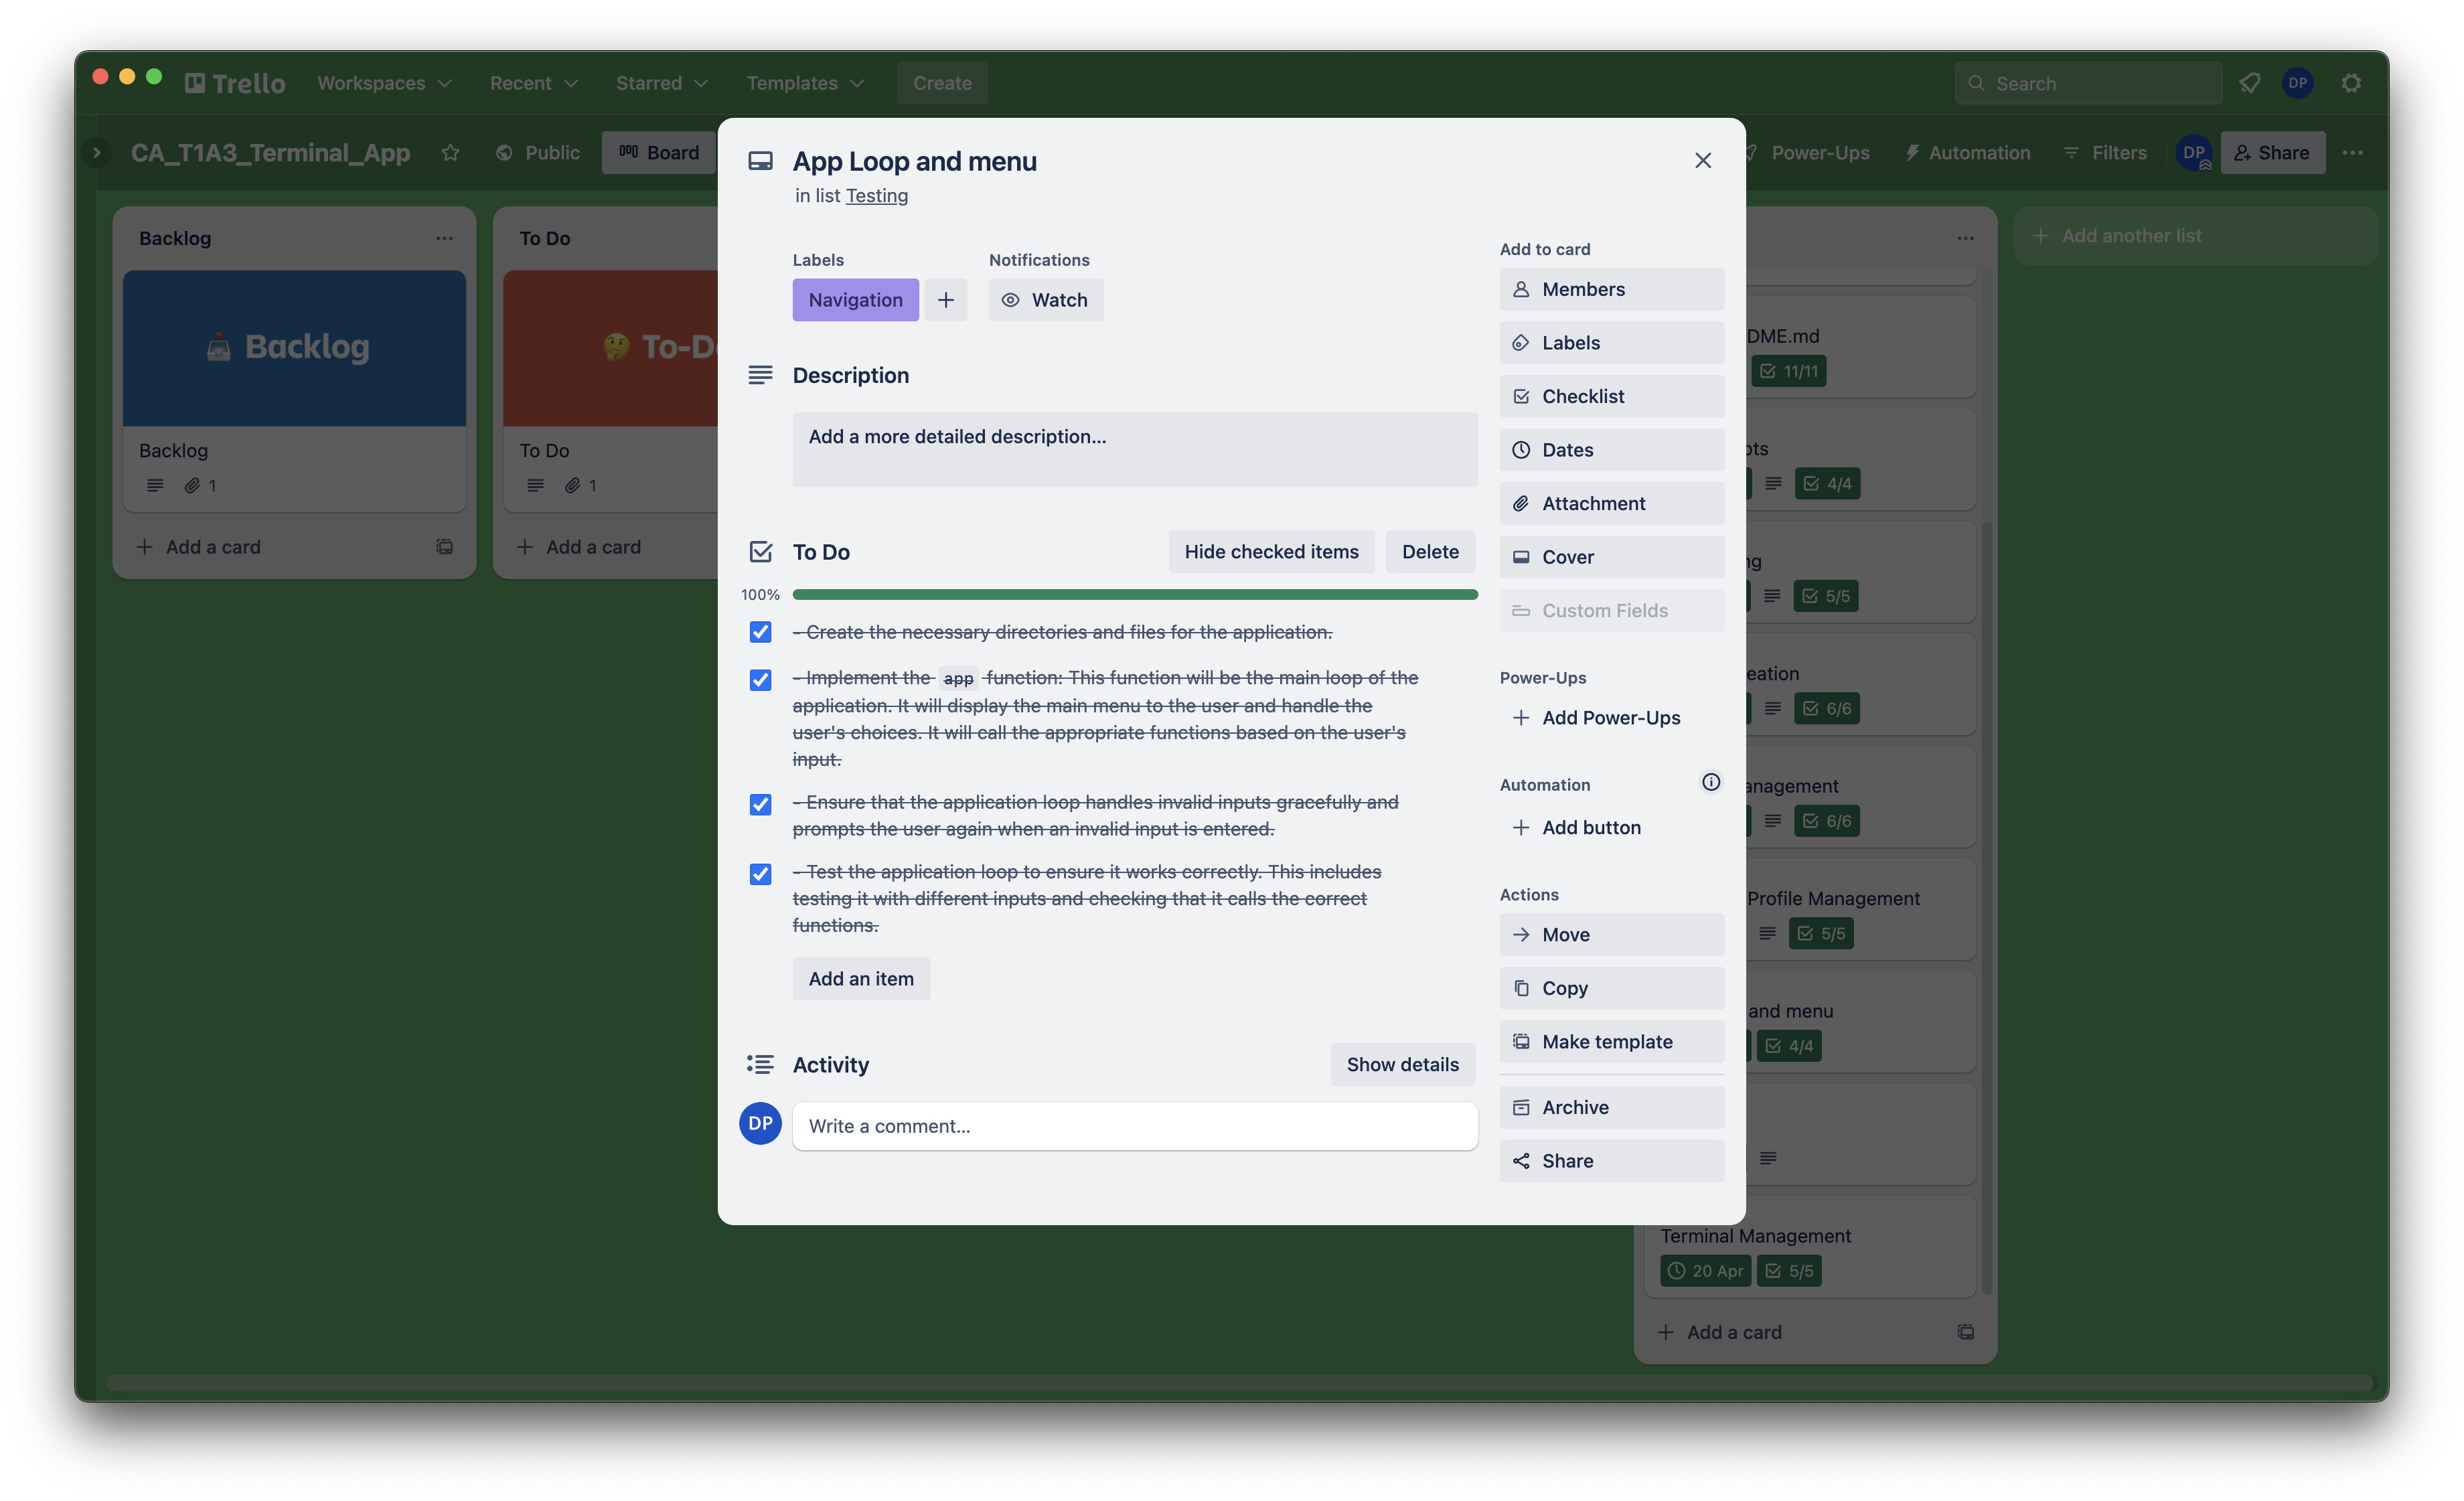 Trello
Workspaces
Recent
Starred
Templates
Create
Search
DP
CA_T1A3_Terminal_App
Public
Board
Power-Ups
Automation
Filters
DP
Share
Backlog
Backlog
Backlog
1
Add a card
To Do
To Do
1
Add a card
App Loop and menu
in list Testing
Labels
Navigation
Notifications
Watch
Description
Add a more detailed description...
To Do
Hide checked items
Delete
100%
- Create the necessary directories and files for the application.
- Implement the app function: This function will be the main loop of the
application. It will display the main menu to the user and handle the
user's choices. It will call the appropriate functions based on the user's
input.
- Ensure that the application loop handles invalid inputs gracefully and
prompts the user again when an invalid input is entered.
- Test the application loop to ensure it works correctly. This includes
testing it with different inputs and checking that it calls the correct
functions.
Add an item
Activity
Show details
DP
Write a comment...
Add to card
Members
Labels
Checklist
Dates
Attachment
Cover
Custom Fields
Power-Ups
Add Power-Ups
Automation
Add button
Actions
Move
Copy
Make template
Archive
Share
DME.md
11/11
4/4
5/5
6/6
6/6
Profile Management
5/5
and menu
4/4
Terminal Management
20 Apr
5/5
Add a card
Add another list